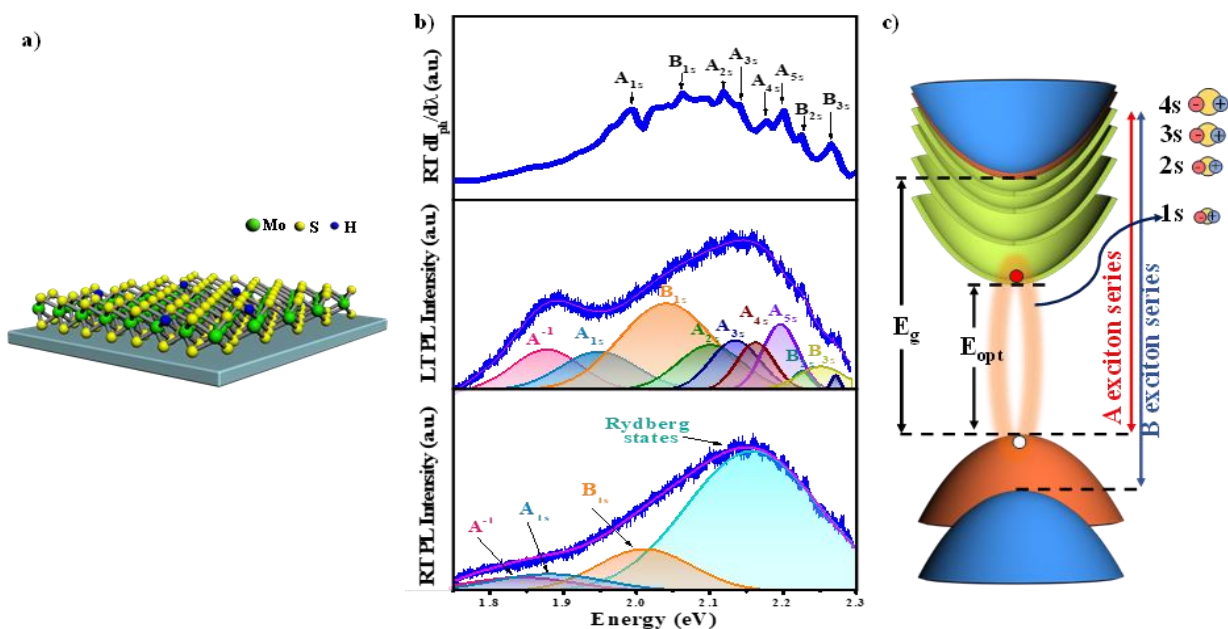 a)
Mo S H
b)
RT dI_ph/dλ (a.u.)
A1s
B1s
A2s
A3s
A4s
A5s
B2s
B3s
LT PL Intensity (a.u.)
A-1
A1s
B1s
A2s
A3s
A4s
A5s
B3s
RT PL Intensity (a.u.)
A-1
A1s
B1s
Rydberg
states
1.8 1.9 2.0 2.1 2.2 2.3
Energy (eV)
c)
4s - +
3s - +
2s - +
1s - +
Eg
Eopt
A exciton series
B exciton series